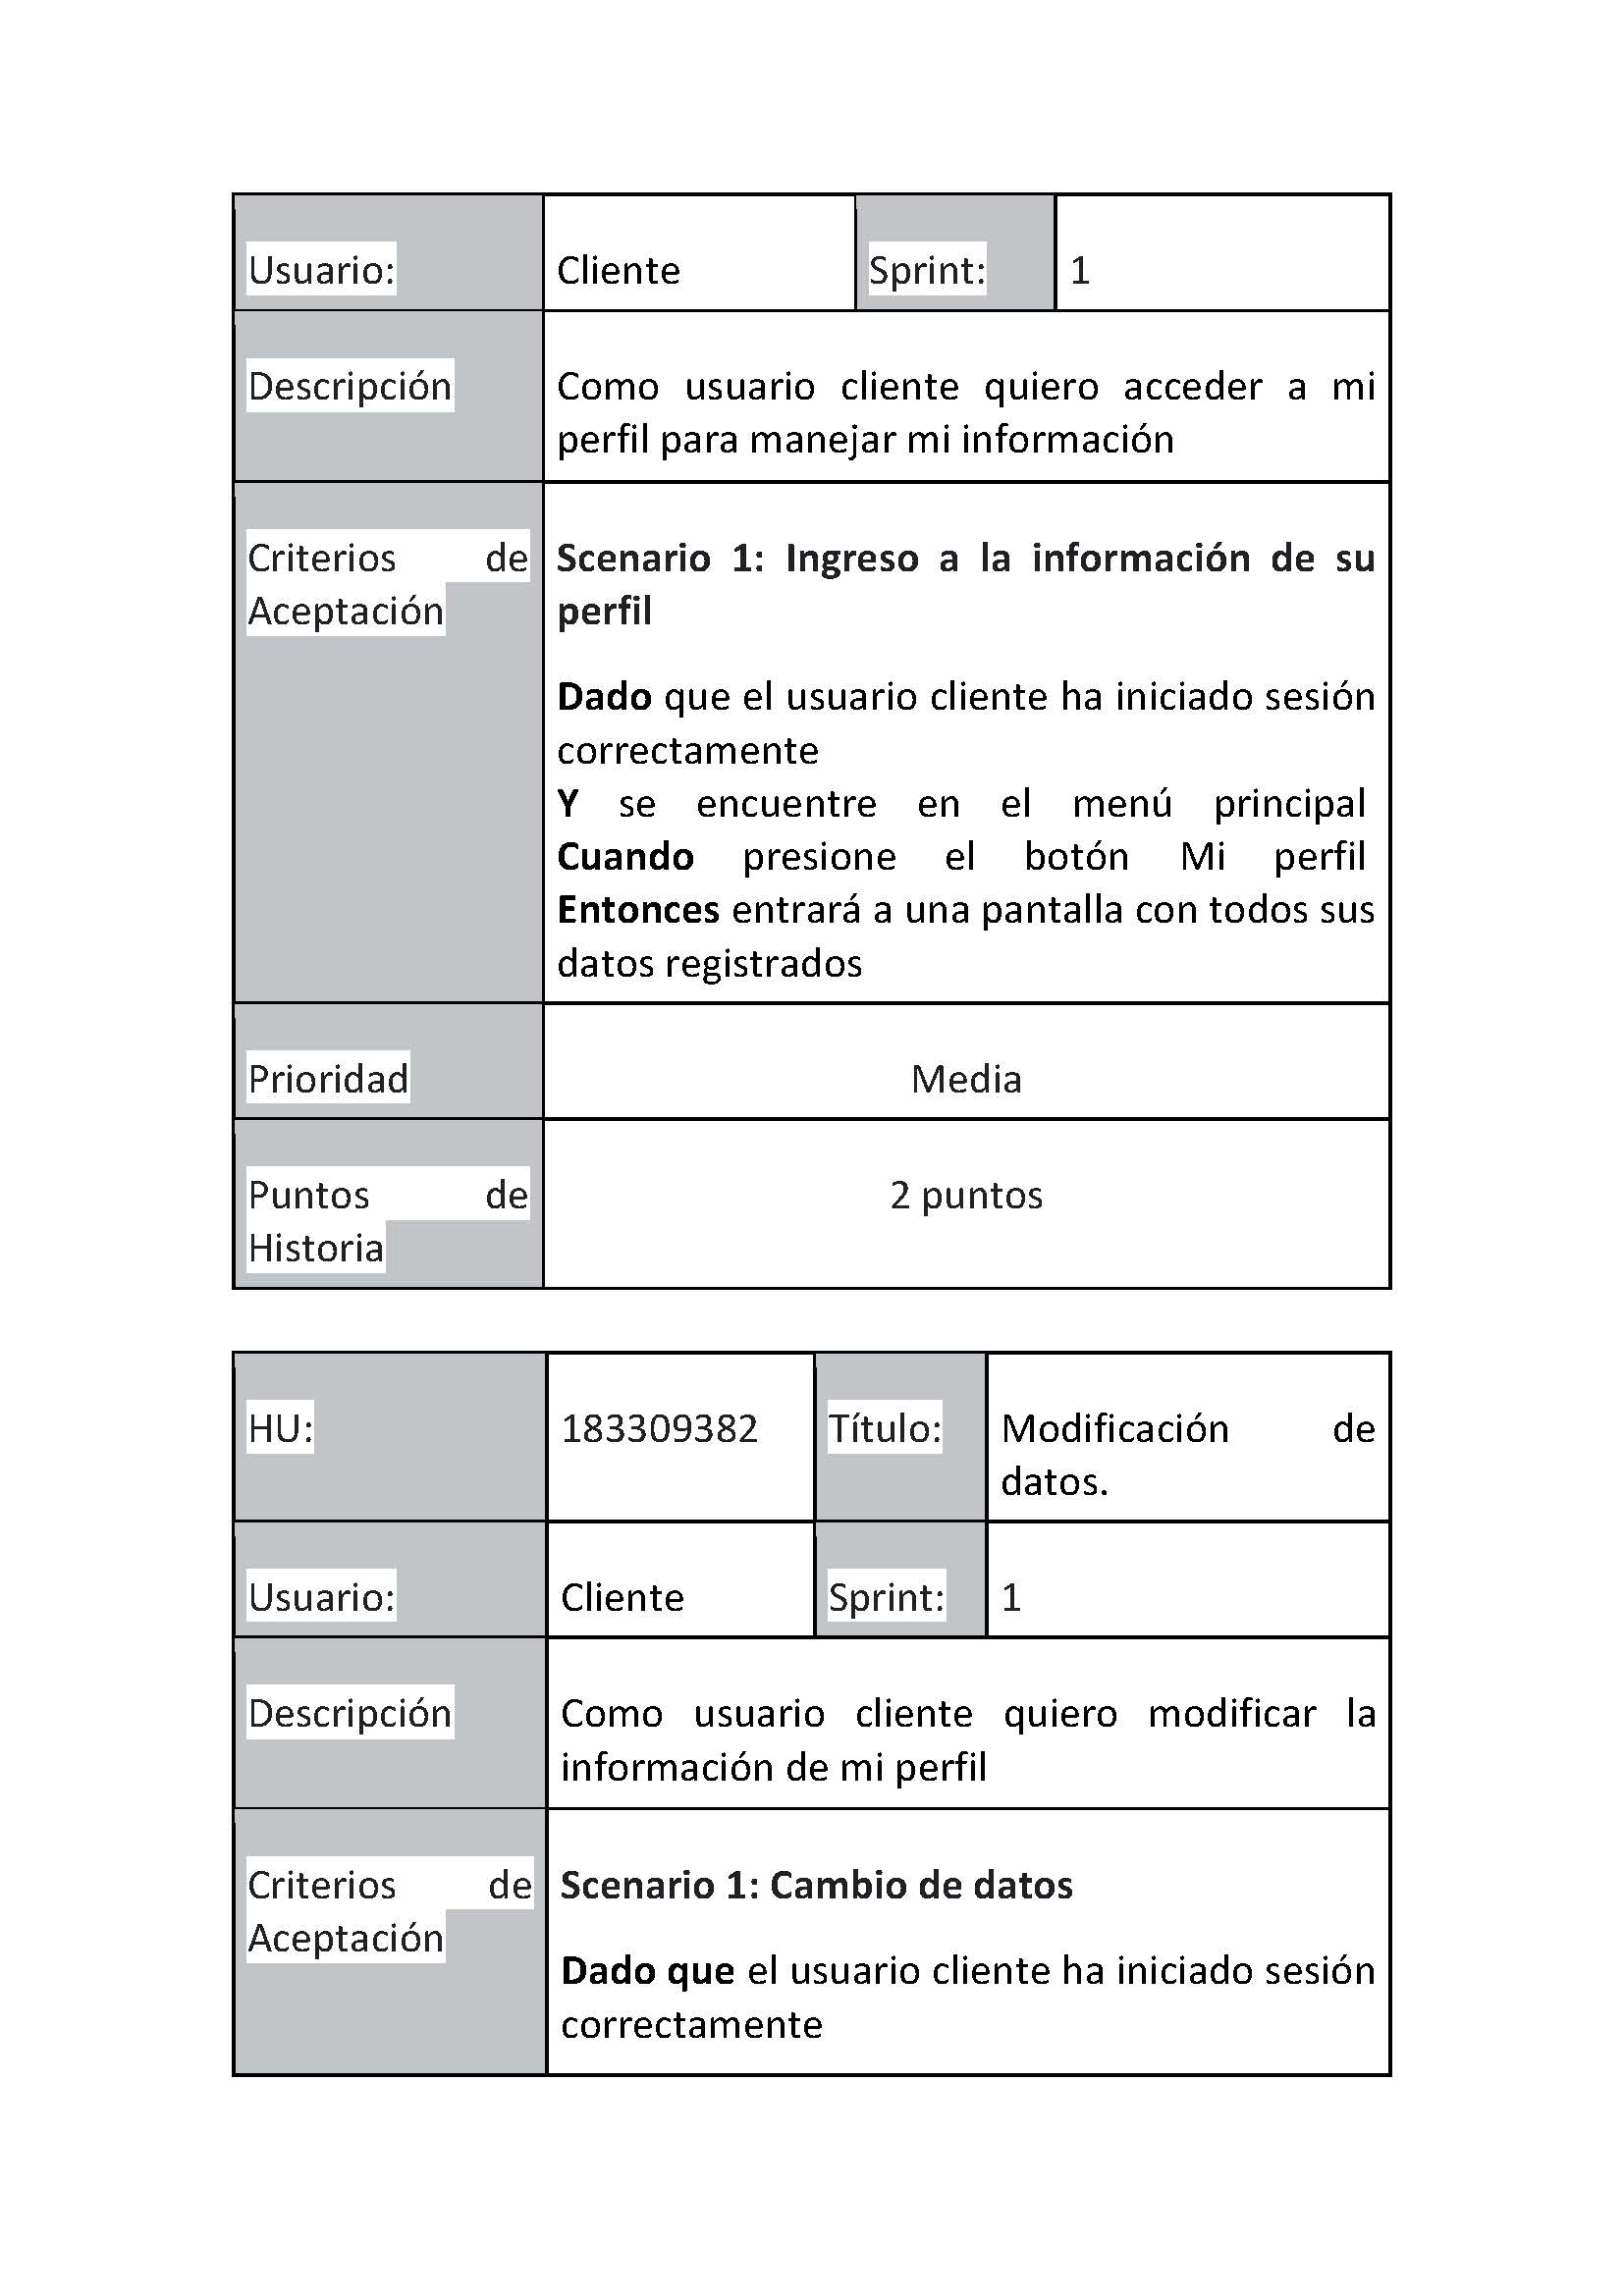 Usuario: Cliente Sprint: 1
Descripción Como usuario cliente quiero acceder a mi
perfil para manejar mi información
Criterios de Scenario 1: Ingreso a la información de su
Aceptación perfil
Dado que el usuario cliente ha iniciado sesión
correctamente
Y se encuentre en el menú principal
Cuando presione el botón Mi perfil
Entonces entrará a una pantalla con todos sus
datos registrados
Prioridad Media
Puntos de 2 puntos
Historia
HU: 183309382 Título: Modificación de
datos.
Usuario: Cliente Sprint: 1
Descripción Como usuario cliente quiero modificar la
información de mi perfil
Criterios de Scenario 1: Cambio de datos
Aceptación
Dado que el usuario cliente ha iniciado sesión
correctamente